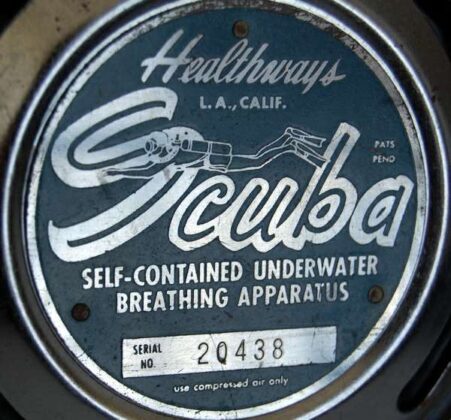 Healthways
L.A., CALIF.
Scuba
PATS
PEND
SELF-CONTAINED UNDERWATER
BREATHING APPARATUS
SERIAL
NO. 20438
use compressed air only